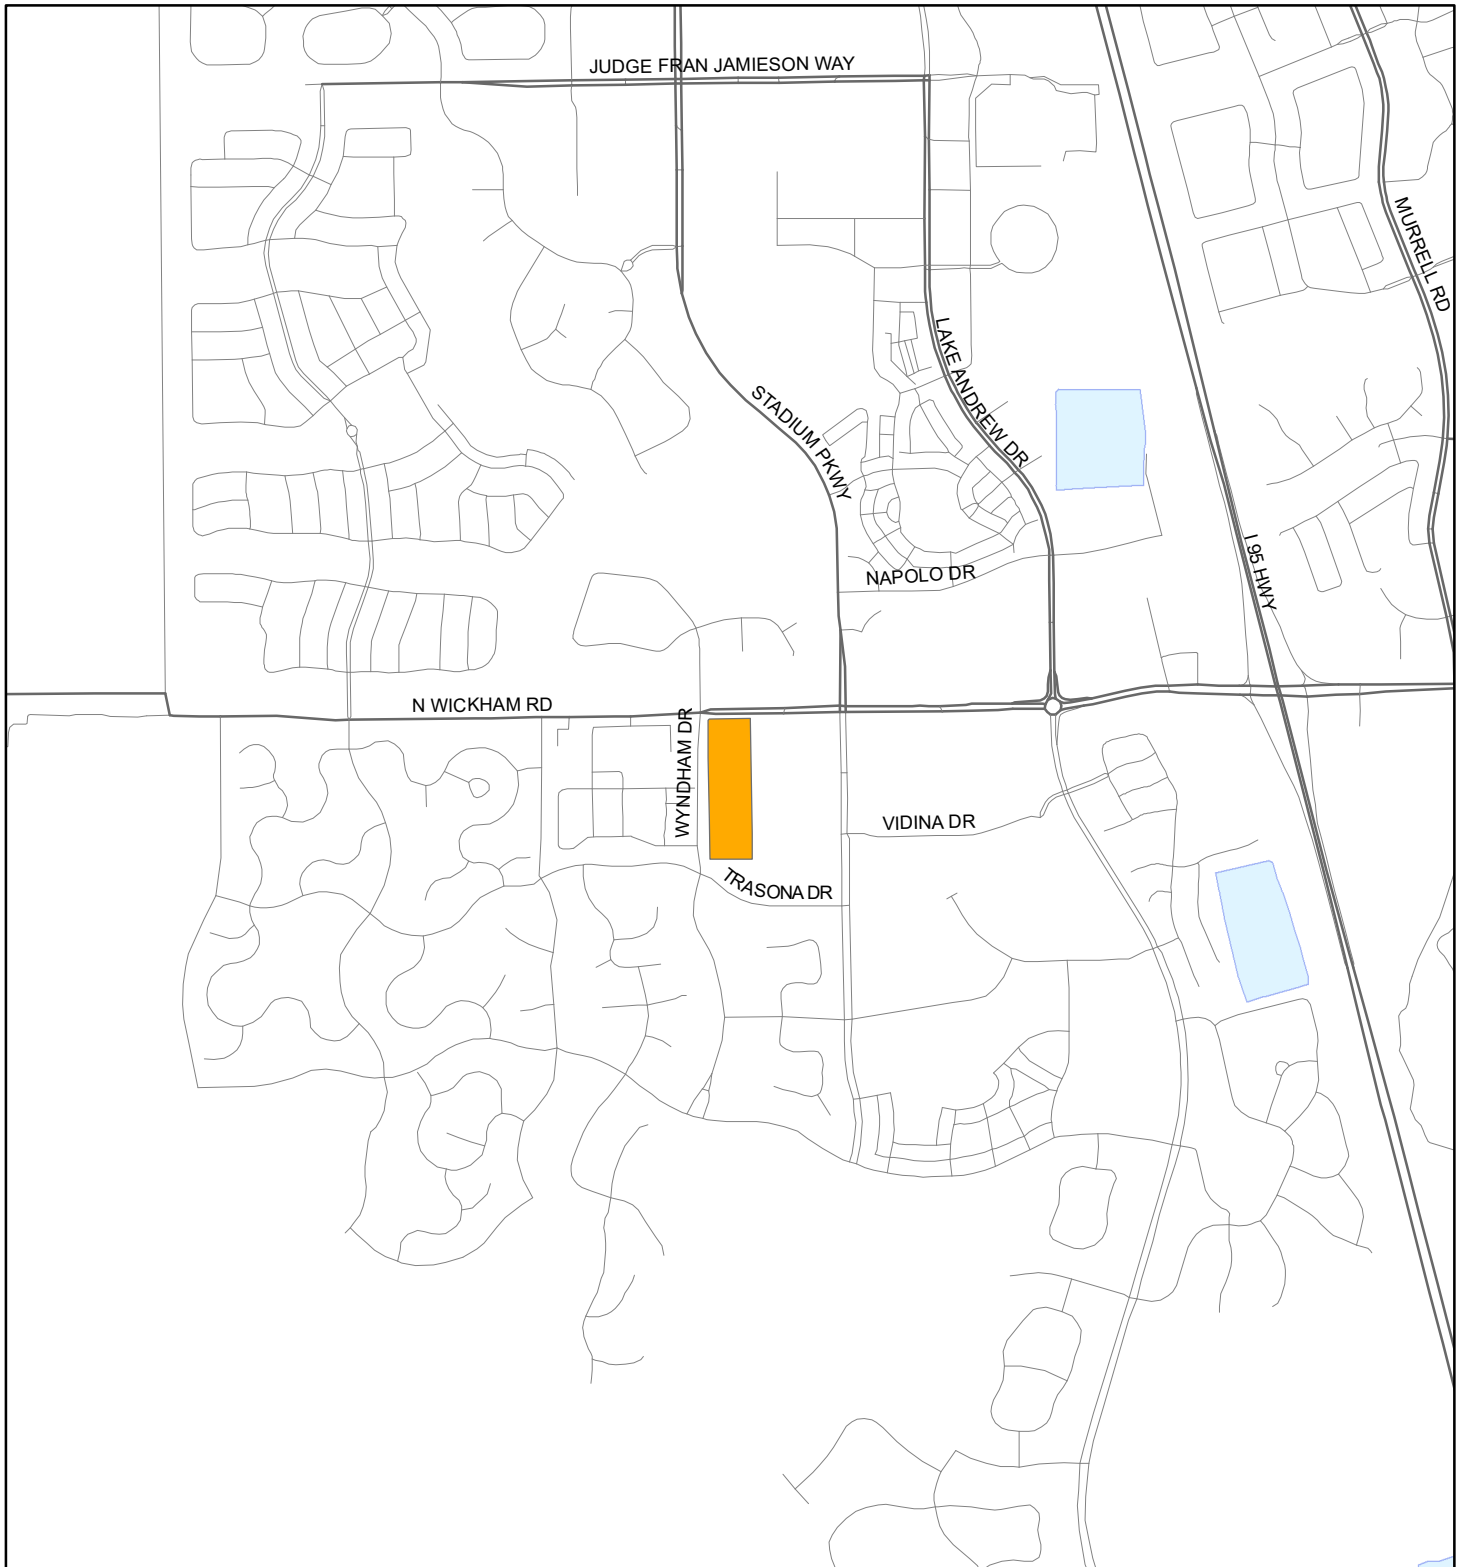 JUDGE FRAN JAMIESON WAY
MURRELL RD
LAKE ANDREW DR
STADIUM PKWY
I 95 HWY
NAPOLO DR
N WICKHAM RD
WYNDHAM DR
VIDINA DR
TRASONA DR